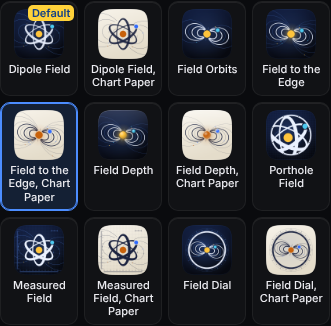 Default
Dipole Field
Dipole Field,
Chart Paper
Field Orbits
Field to the
Edge
Field to the
Edge, Chart
Paper
Field Depth
Field Depth,
Chart Paper
Porthole
Field
Measured
Field
Measured
Field, Chart
Paper
Field Dial
Field Dial,
Chart Paper